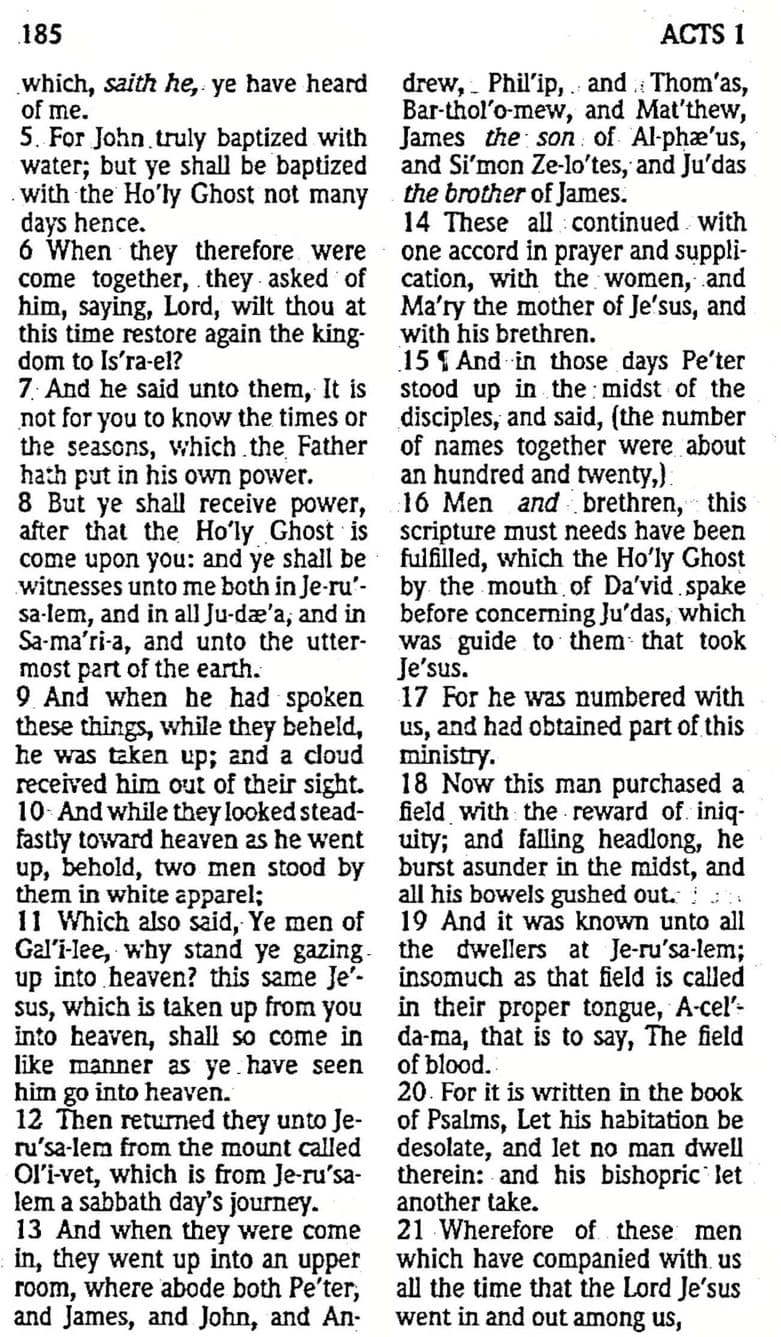 185
ACTS 1
which, saith he, ye have heard
of me.
5 For John truly baptized with
water; but ye shall be baptized
with the Ho'ly Ghost not many
days hence.
6 When they therefore were
come together, they asked of
him, saying, Lord, wilt thou at
this time restore again the king-
dom to Is'ra-el?
7 And he said unto them, It is
not for you to know the times or
the seasons, which the Father
hath put in his own power.
8 But ye shall receive power,
after that the Ho'ly Ghost is
come upon you: and ye shall be
witnesses unto me both in Je-ru'-
sa-lem, and in all Ju-dæ'a, and in
Sa-ma'ri-a, and unto the utter-
most part of the earth.
9 And when he had spoken
these things, while they beheld,
he was taken up; and a cloud
received him out of their sight.
10 And while they looked stead-
fastly toward heaven as he went
up, behold, two men stood by
them in white apparel;
11 Which also said, Ye men of
Gal'i-lee, why stand ye gazing
up into heaven? this same Je'-
sus, which is taken up from you
into heaven, shall so come in
like manner as ye have seen
him go into heaven.
12 Then returned they unto Je-
ru'sa-lem from the mount called
Ol'i-vet, which is from Je-ru'sa-
lem a sabbath day's journey.
13 And when they were come
in, they went up into an upper
room, where abode both Pe'ter,
and James, and John, and An-
drew, Phil'ip, and Thom'as,
Bar-thol'o-mew, and Mat'thew,
James the son of Al-phæ'us,
and Si'mon Ze-lo'tes, and Ju'das
the brother of James.
14 These all continued with
one accord in prayer and suppli-
cation, with the women, and
Ma'ry the mother of Je'sus, and
with his brethren.
15 ¶ And in those days Pe'ter
stood up in the midst of the
disciples, and said, (the number
of names together were about
an hundred and twenty,)
16 Men and brethren, this
scripture must needs have been
fulfilled, which the Ho'ly Ghost
by the mouth of Da'vid spake
before concerning Ju'das, which
was guide to them that took
Je'sus.
17 For he was numbered with
us, and had obtained part of this
ministry.
18 Now this man purchased a
field with the reward of iniq-
uity; and falling headlong, he
burst asunder in the midst, and
all his bowels gushed out.
19 And it was known unto all
the dwellers at Je-ru'sa-lem;
insomuch as that field is called
in their proper tongue, A-cel'-
da-ma, that is to say, The field
of blood.
20 For it is written in the book
of Psalms, Let his habitation be
desolate, and let no man dwell
therein: and his bishopric let
another take.
21 Wherefore of these men
which have companied with us
all the time that the Lord Je'sus
went in and out among us,